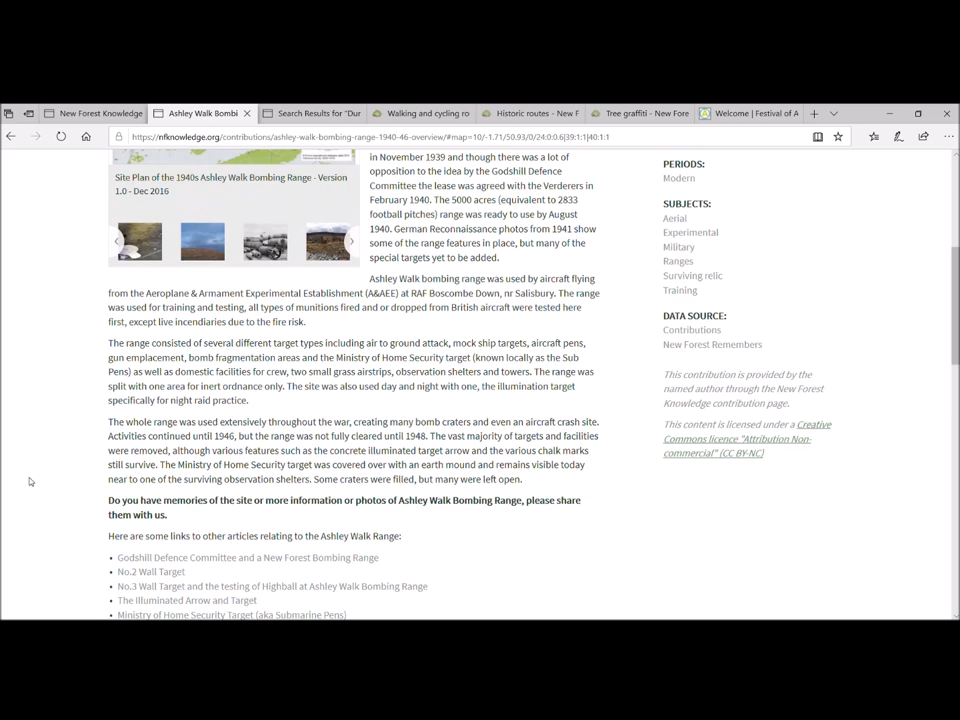 New Forest Knowledge
Ashley Walk Bombi
Search Results for "Dur
Walking and cycling ro
Historic routes - New F
Tree graffiti - New Fore
Welcome | Festival of A
https://nfknowledge.org/contributions/ashley-walk-bombing-range-1940-46-overview/#map=10/-1.71/50.93/0/24:0:0.6|39:1:1|40:1:1
Site Plan of the 1940s Ashley Walk Bombing Range - Version
1.0 - Dec 2016
in November 1939 and though there was a lot of
opposition to the idea by the Godshill Defence
Committee the lease was agreed with the Verderers in
February 1940. The 5000 acres (equivalent to 2833
football pitches) range was ready to use by August
1940. German Reconnaissance photos from 1941 show
some of the range features in place, but many of the
special targets yet to be added.
Ashley Walk bombing range was used by aircraft flying
from the Aeroplane & Armament Experimental Establishment (A&AEE) at RAF Boscombe Down, nr Salisbury. The range
was used for training and testing, all types of munitions fired and or dropped from British aircraft were tested here
first, except live incendiaries due to the fire risk.
The range consisted of several different target types including air to ground attack, mock ship targets, aircraft pens,
gun emplacement, bomb fragmentation areas and the Ministry of Home Security target (known locally as the Sub
Pens) as well as domestic facilities for crew, two small grass airstrips, observation shelters and towers. The range was
split with one area for inert ordnance only. The site was also used day and night with one, the illumination target
specifically for night raid practice.
The whole range was used extensively throughout the war, creating many bomb craters and even an aircraft crash site.
Activities continued until 1946, but the range was not fully cleared until 1948. The vast majority of targets and facilities
were removed, although various features such as the concrete illuminated target arrow and the various chalk marks
still survive. The Ministry of Home Security target was covered over with an earth mound and remains visible today
near to one of the surviving observation shelters. Some craters were filled, but many were left open.
Do you have memories of the site or more information or photos of Ashley Walk Bombing Range, please share
them with us.
Here are some links to other articles relating to the Ashley Walk Range:
• Godshill Defence Committee and a New Forest Bombing Range
• No.2 Wall Target
• No.3 Wall Target and the testing of Highball at Ashley Walk Bombing Range
• The Illuminated Arrow and Target
• Ministry of Home Security Target (aka Submarine Pens)
PERIODS:
Modern
SUBJECTS:
Aerial
Experimental
Military
Ranges
Surviving relic
Training
DATA SOURCE:
Contributions
New Forest Remembers
This contribution is provided by the
named author through the New Forest
Knowledge contribution page.
This content is licensed under a Creative
Commons licence "Attribution Non-
commercial" (CC BY-NC)